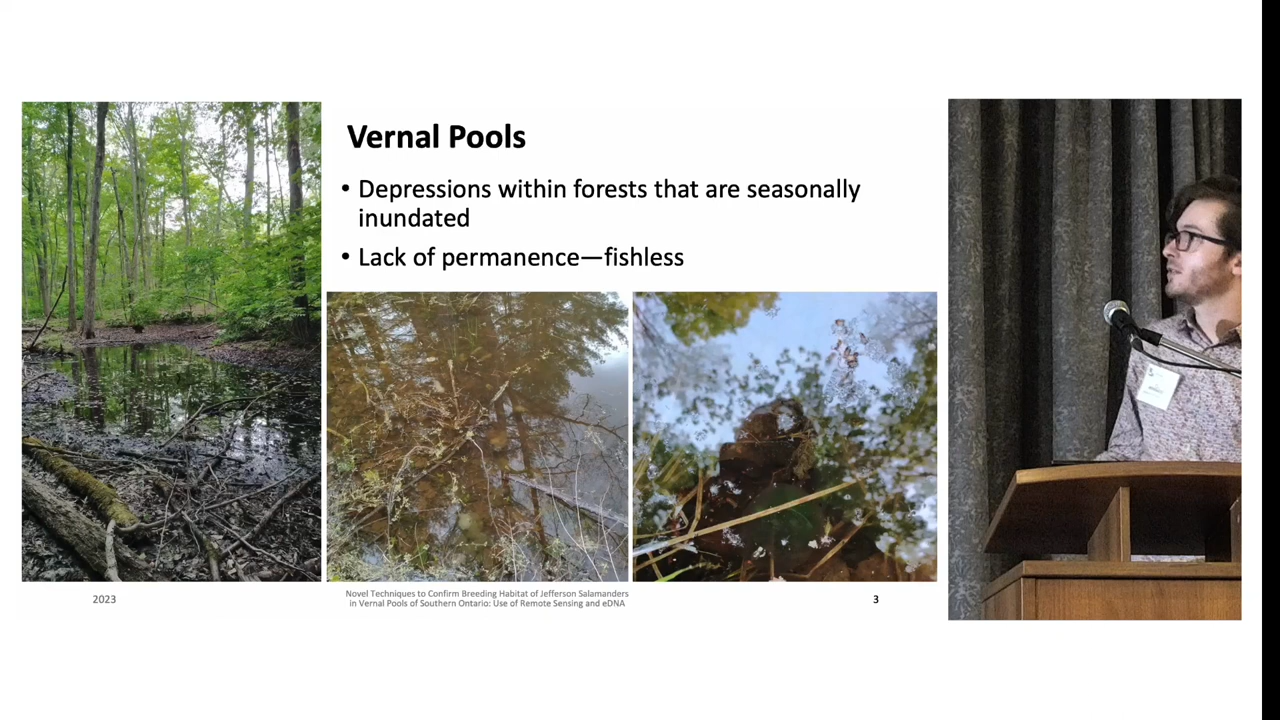 Vernal Pools
• Depressions within forests that are seasonally
inundated
• Lack of permanence—fishless
2023
Novel Techniques to Confirm Breeding Habitat of Jefferson Salamanders
in Vernal Pools of Southern Ontario: Use of Remote Sensing and eDNA
3